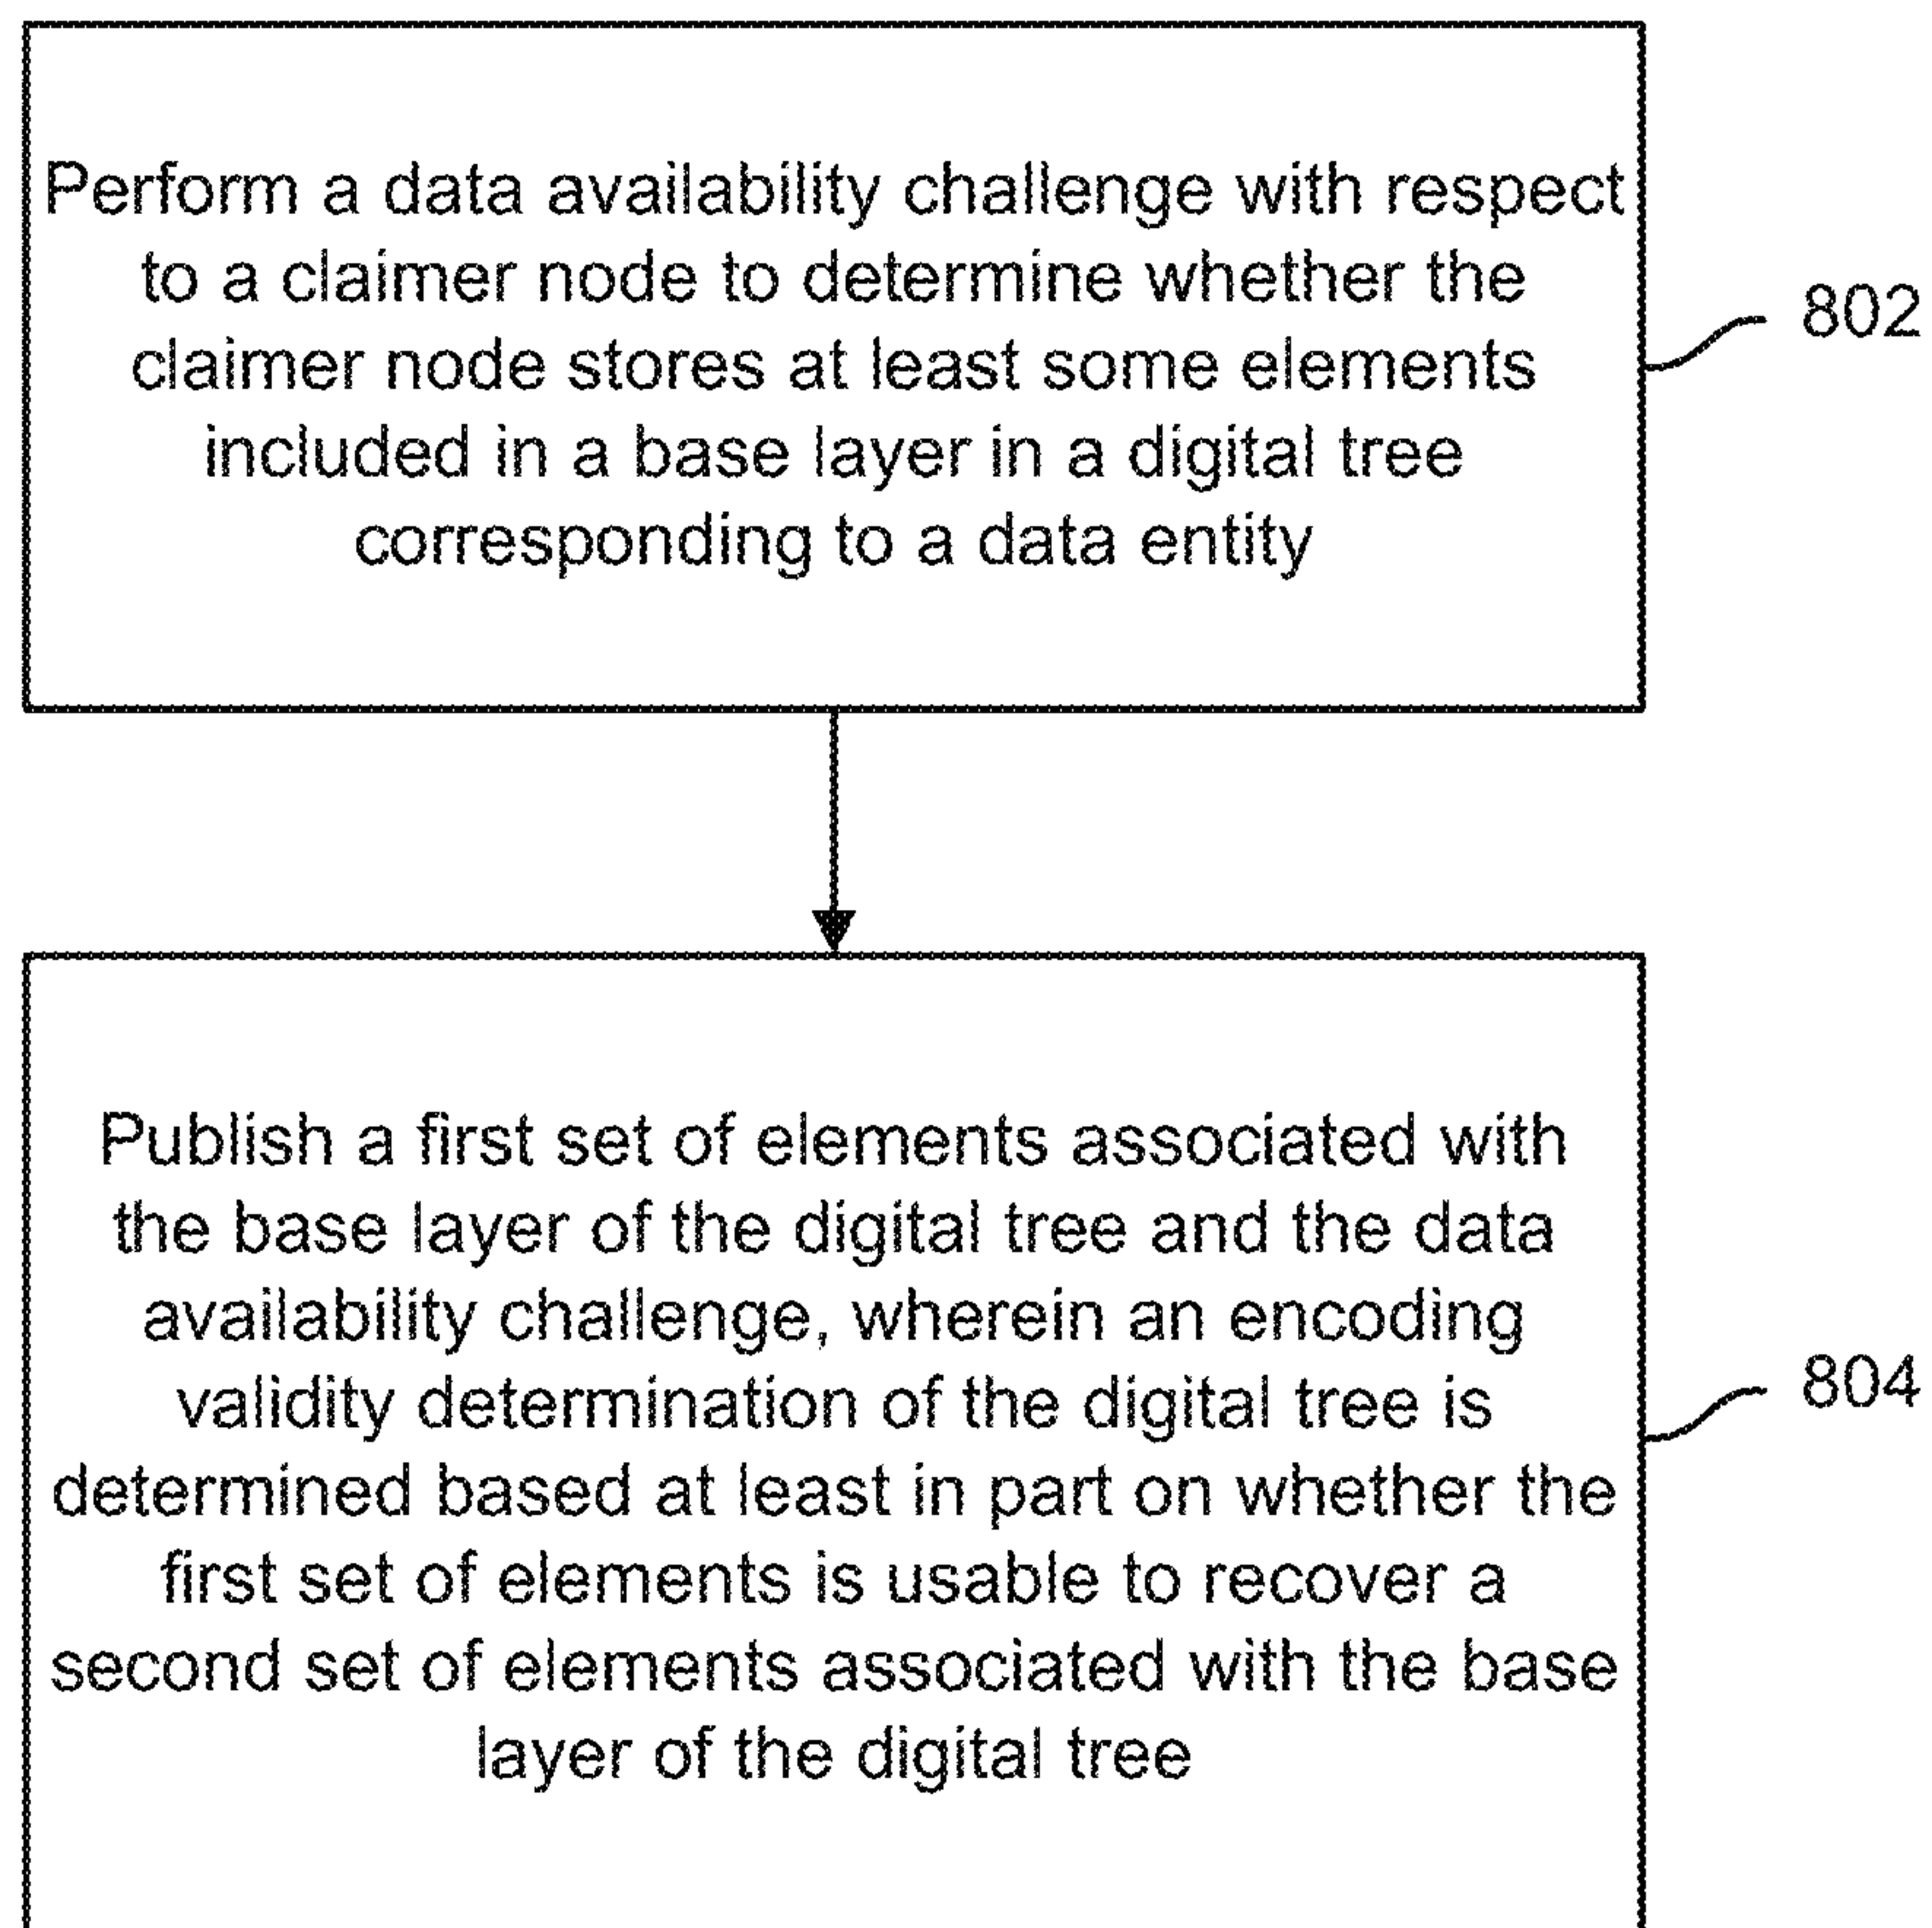 Perform a data availability challenge with respect
to a claimer node to determine whether the
claimer node stores at least some elements
included in a base layer in a digital tree
corresponding to a data entity
802
Publish a first set of elements associated with
the base layer of the digital tree and the data
availability challenge, wherein an encoding
validity determination of the digital tree is
determined based at least in part on whether the
first set of elements is usable to recover a
second set of elements associated with the base
layer of the digital tree
804